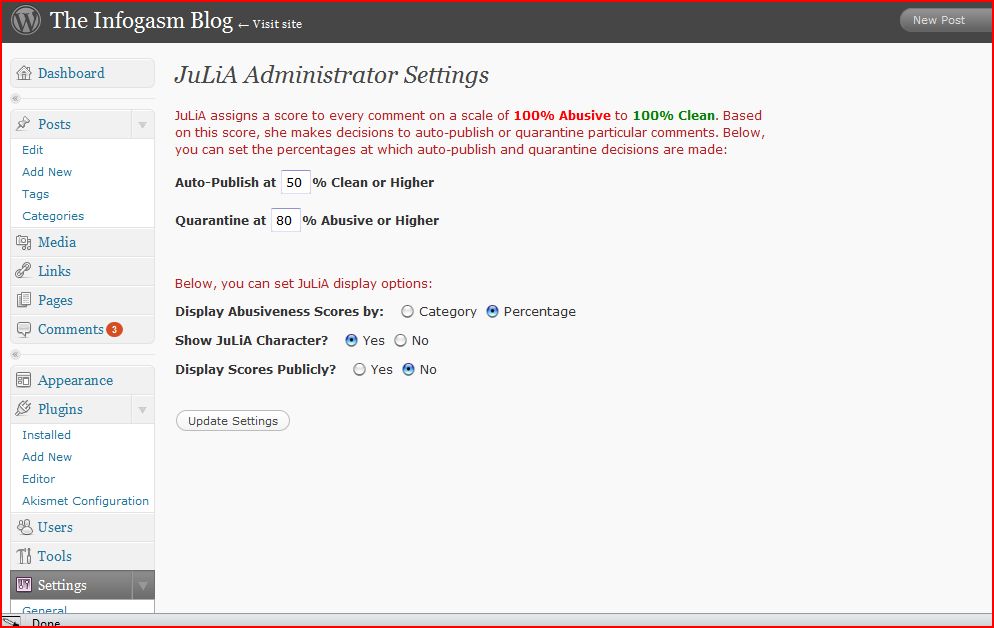 The Infogasm Blog ← Visit site
New Post
Dashboard
Posts
Edit
Add New
Tags
Categories
Media
Links
Pages
Comments 3
Appearance
Plugins
Installed
Add New
Editor
Akismet Configuration
Users
Tools
Settings
General
JuLiA Administrator Settings
JuLiA assigns a score to every comment on a scale of 100% Abusive to 100% Clean. Based
on this score, she makes decisions to auto-publish or quarantine particular comments. Below,
you can set the percentages at which auto-publish and quarantine decisions are made:
Auto-Publish at 50 % Clean or Higher
Quarantine at 80 % Abusive or Higher
Below, you can set JuLiA display options:
Display Abusiveness Scores by: Category Percentage
Show JuLiA Character? Yes No
Display Scores Publicly? Yes No
Update Settings
Done